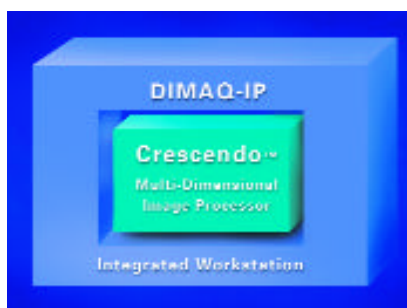 DIMAQ-IP
Crescendo™
Multi-Dimensional
Image Processor
Integrated Workstation